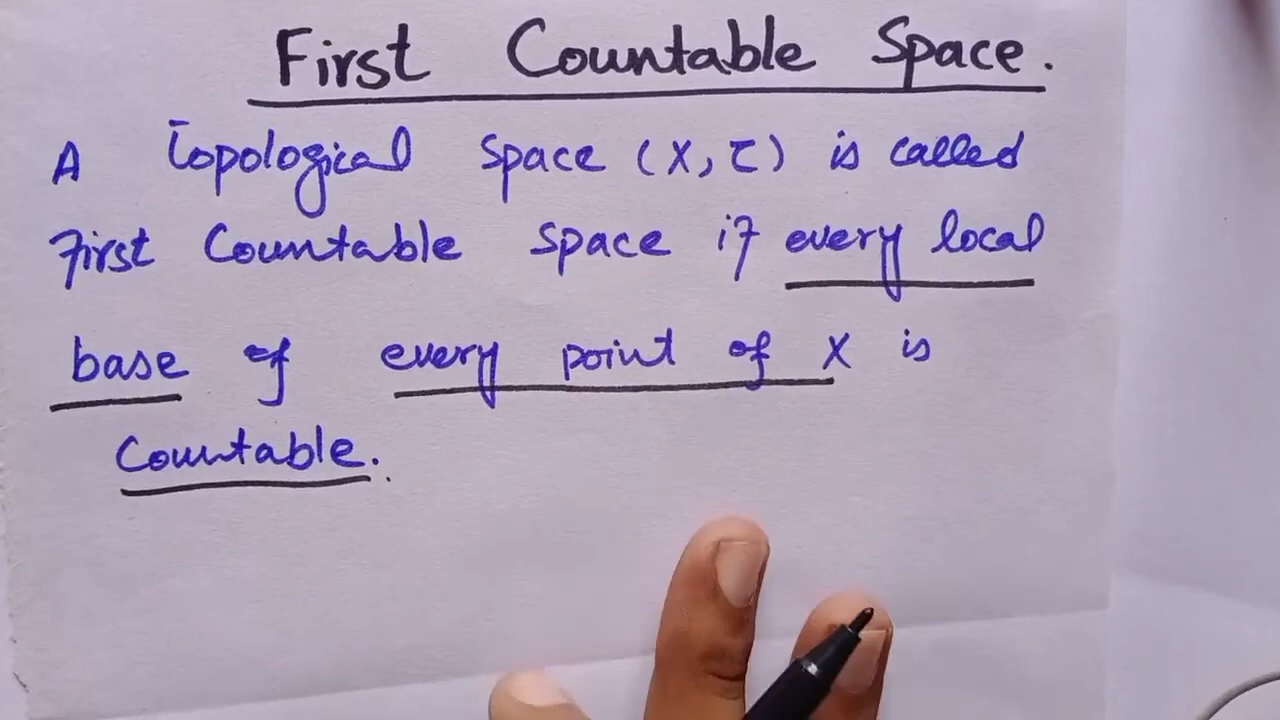 First Countable Space.
A Topological space (X, τ) is called
First Countable space if every local
base of every point of X is
Countable.